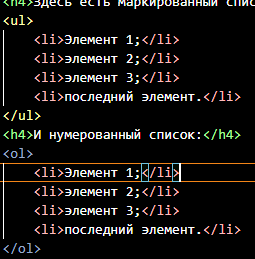 <h4>Здесь есть маркированный спис
<ul>
<li>Элемент 1;</li>
<li>элемент 2;</li>
<li>элемент 3;</li>
<li>последний элемент.</li>
</ul>
<h4>И нумерованный список:</h4>
<ol>
<li>Элемент 1;</li>
<li>элемент 2;</li>
<li>элемент 3;</li>
<li>последний элемент.</li>
</ol>